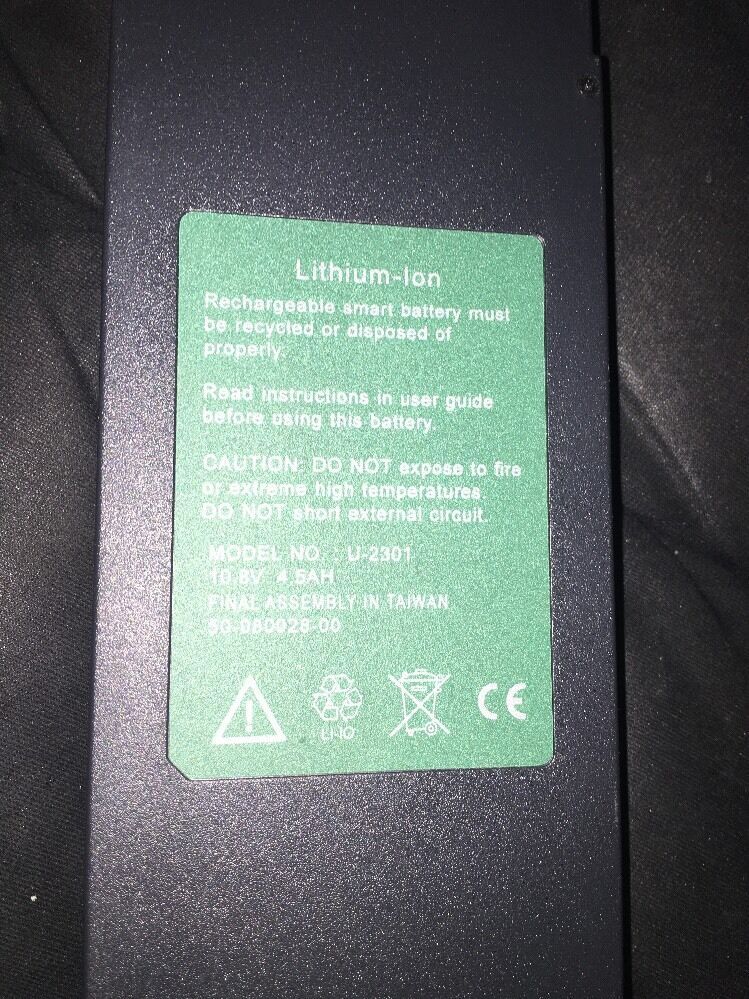 Lithium-Ion
Rechargeable smart battery must
be recycled or disposed of
properly.
Read instructions in user guide
before using this battery.
CAUTION: DO NOT expose to fire
or extreme high temperatures.
DO NOT short external circuit.
MODEL NO. : U-2301
10.8V 4.5AH
FINAL ASSEMBLY IN TAIWAN
50-080028-00
LI-IO
CE